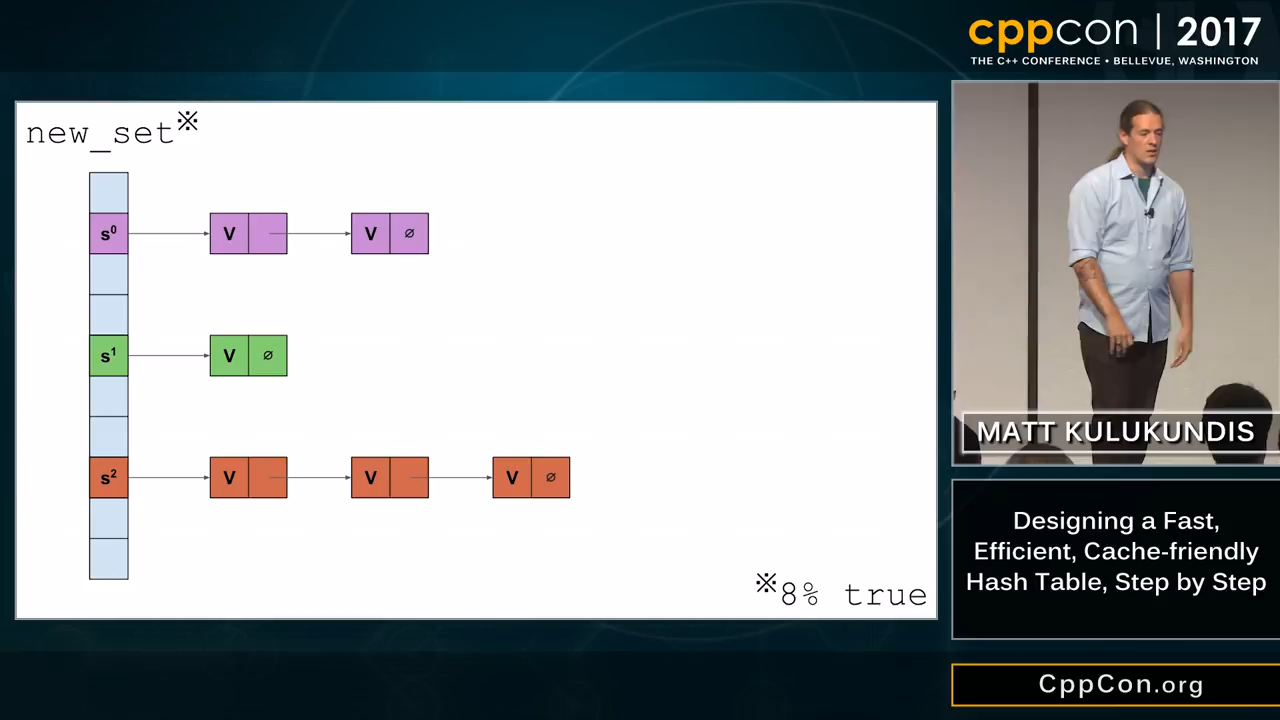 cppcon | 2017
THE C++ CONFERENCE • BELLEVUE, WASHINGTON
new_set※
s⁰ V V ∅
s¹ V ∅
s² V V V ∅
※8% true
MATT KULUKUNDIS
Designing a Fast,
Efficient, Cache-friendly
Hash Table, Step by Step
CppCon.org